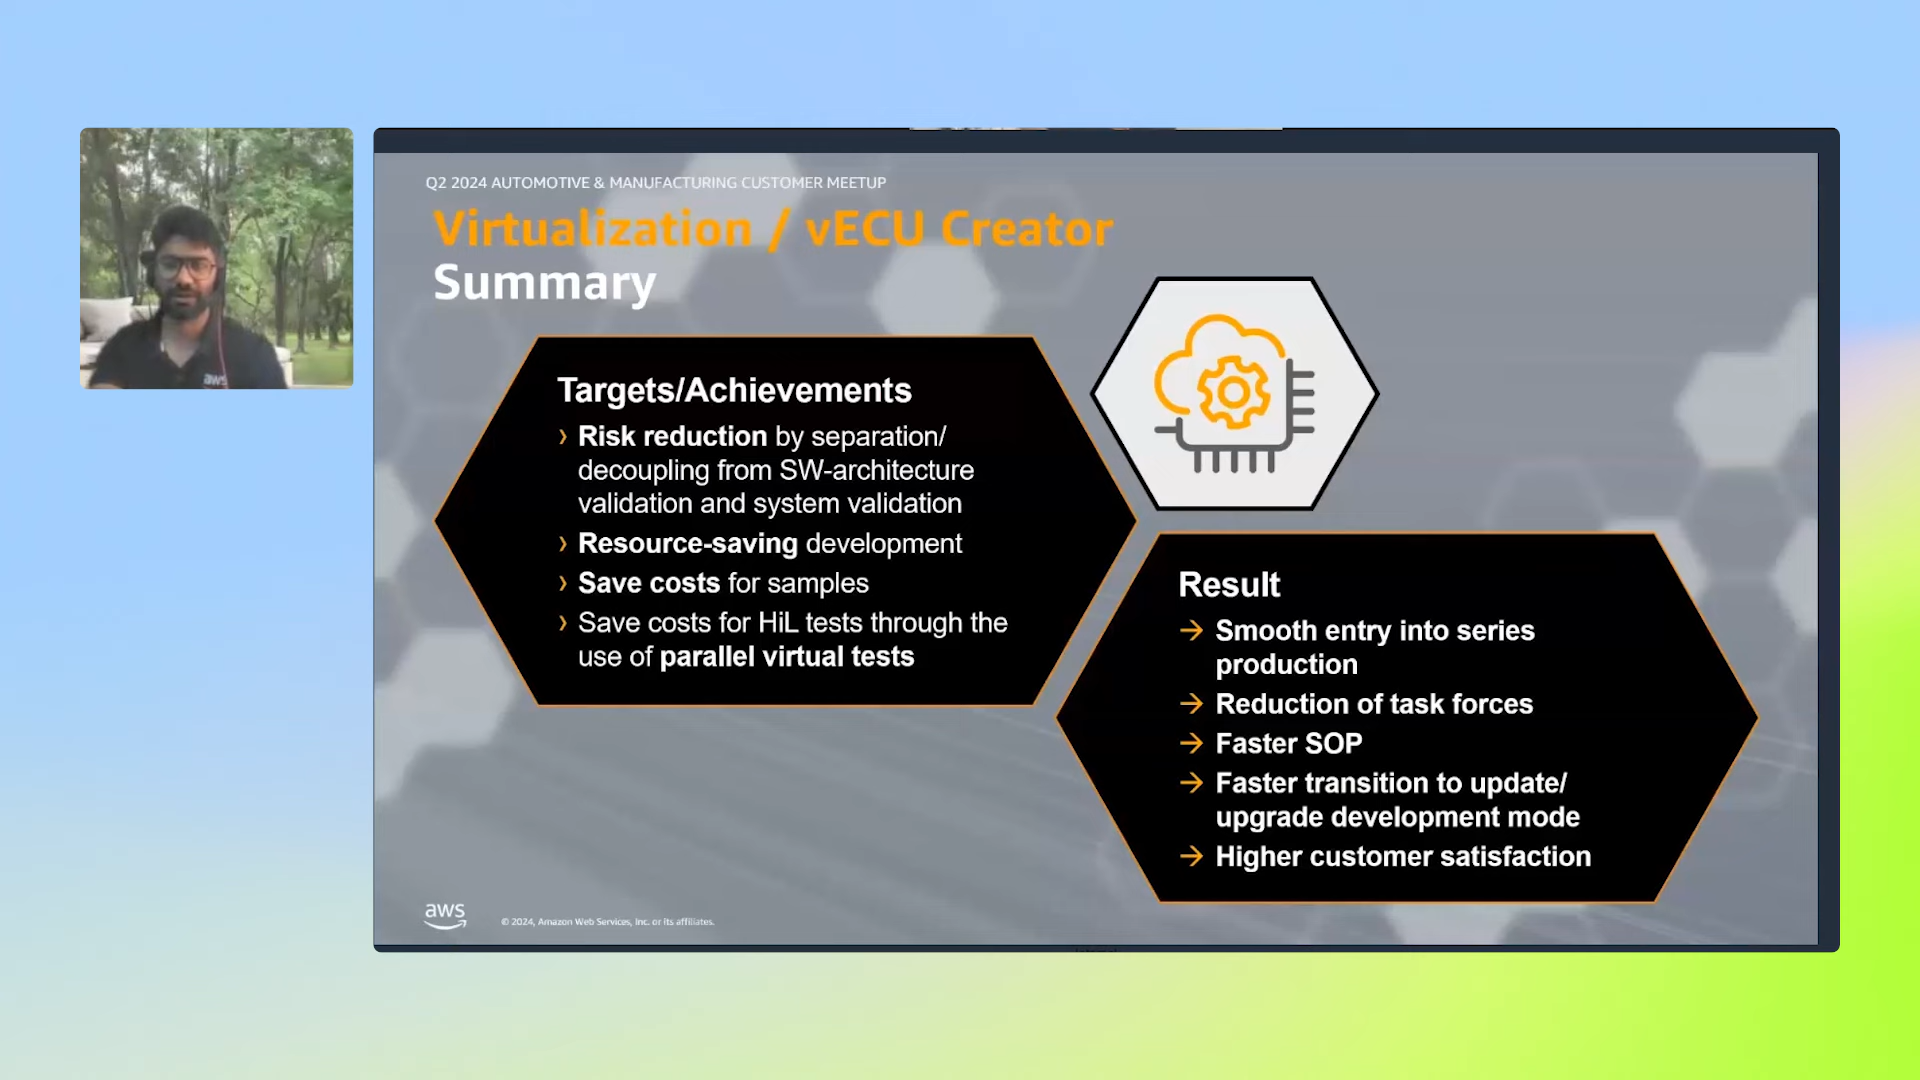 Q2 2024 AUTOMOTIVE & MANUFACTURING CUSTOMER MEETUP
Virtualization / vECU Creator
Summary
Targets/Achievements
› Risk reduction by separation/
decoupling from SW-architecture
validation and system validation
› Resource-saving development
› Save costs for samples
› Save costs for HiL tests through the
use of parallel virtual tests
Result
→ Smooth entry into series
production
→ Reduction of task forces
→ Faster SOP
→ Faster transition to update/
upgrade development mode
→ Higher customer satisfaction
aws
© 2024, Amazon Web Services, Inc. or its affiliates.
aws